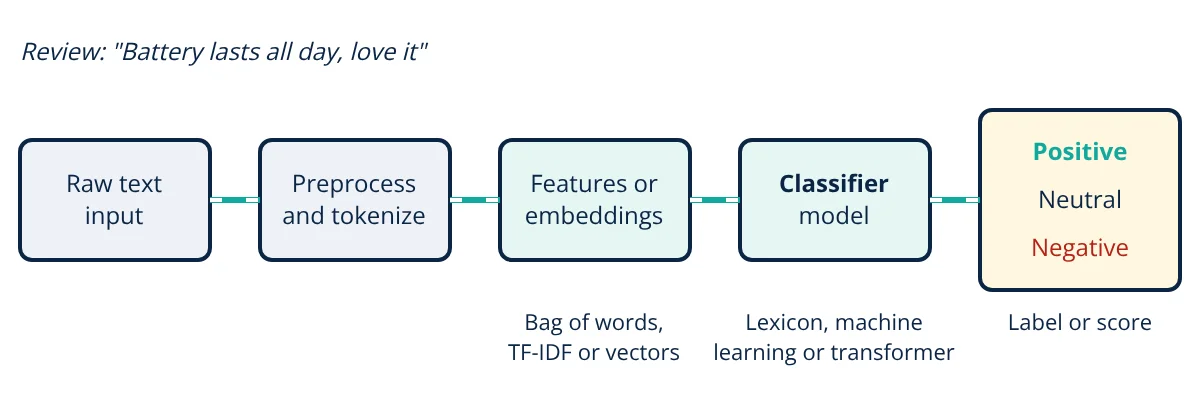 Review: "Battery lasts all day, love it"
Raw text
input
Preprocess
and tokenize
Features or
embeddings
Classifier
model
Positive
Neutral
Negative
Bag of words,
TF-IDF or vectors
Lexicon, machine
learning or transformer
Label or score